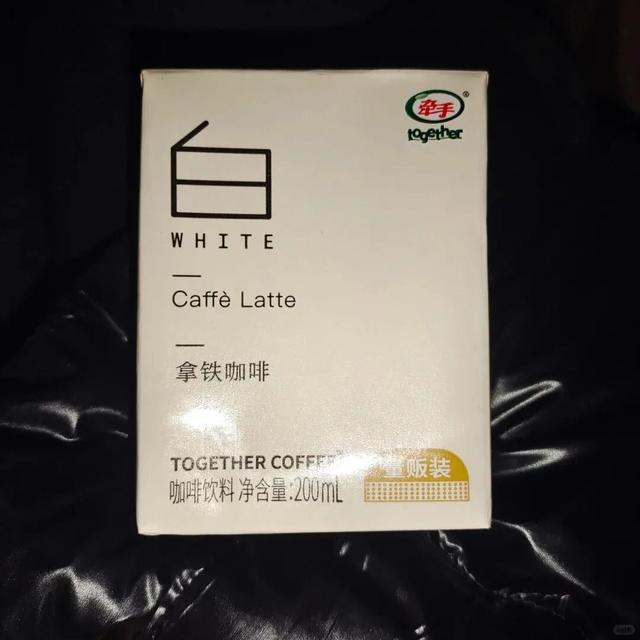 牵手
together
白
WHITE
Caffè Latte
拿铁咖啡
TOGETHER COFFEE
量贩装
咖啡饮料 净含量:200mL